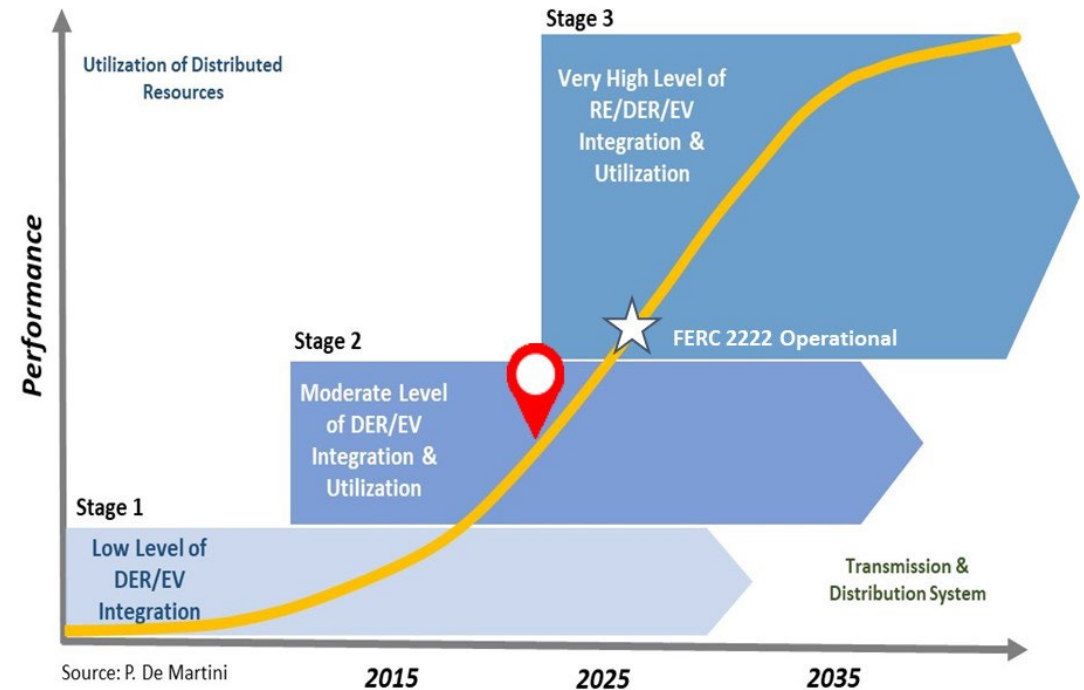 Stage 3
Utilization of Distributed
Resources
Very High Level of
RE/DER/EV
Integration &
Utilization
Performance
FERC 2222 Operational
Stage 2
Moderate Level
of DER/EV
Integration &
Utilization
Stage 1
Low Level of
DER/EV
Integration
Transmission &
Distribution System
Source: P. De Martini
2015
2025
2035